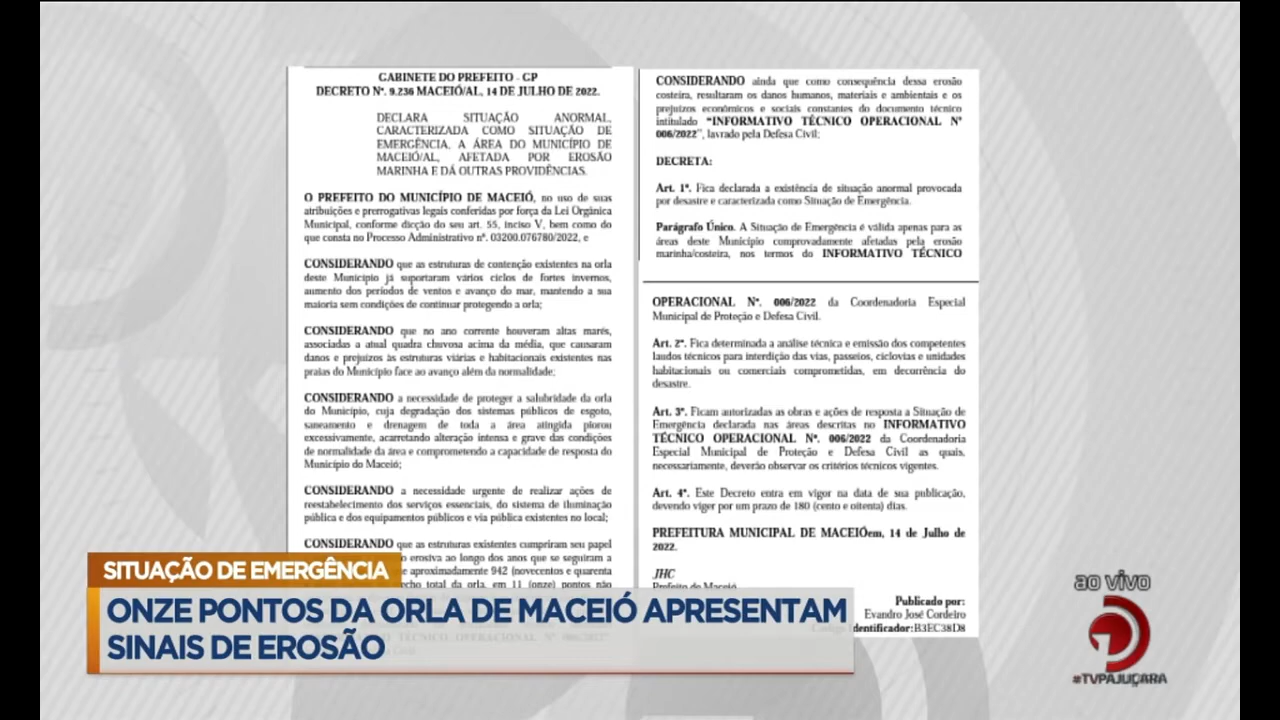 GABINETE DO PREFEITO - GP
DECRETO Nº. 9.236 MACEIÓ/AL, 14 DE JULHO DE 2022.
DECLARA SITUAÇÃO ANORMAL,
CARACTERIZADA COMO SITUAÇÃO DE
EMERGÊNCIA, A ÁREA DO MUNICÍPIO DE
MACEIÓ/AL, AFETADA POR EROSÃO
MARINHA E DÁ OUTRAS PROVIDÊNCIAS.
O PREFEITO DO MUNICÍPIO DE MACEIÓ, no uso de suas
atribuições e prerrogativas legais conferidas por força da Lei Orgânica
Municipal, conforme dicção do seu art. 55, inciso V, bem como do
que consta no Processo Administrativo nº. 03200.076780/2022, e
CONSIDERANDO que as estruturas de contenção existentes na orla
deste Município já suportaram vários ciclos de fortes invernos,
aumento dos períodos de ventos e avanço do mar, mantendo a sua
maioria sem condições de continuar protegendo a orla;
CONSIDERANDO que no ano corrente houveram altas marés,
associadas a atual quadra chuvosa acima da média, que causaram
danos e prejuízos às estruturas viárias e habitacionais existentes nas
praias do Município face ao avanço além da normalidade;
CONSIDERANDO a necessidade de proteger a salubridade da orla
do Município, cuja degradação dos sistemas públicos de esgoto,
saneamento e drenagem de toda a área atingida piorou
excessivamente, acarretando alteração intensa e grave das condições
de normalidade da área e comprometendo a capacidade de resposta do
Município do Maceió;
CONSIDERANDO a necessidade urgente de realizar ações de
reestabelecimento dos serviços essenciais, do sistema de iluminação
pública e dos equipamentos públicos e via pública existentes no local;
CONSIDERANDO que as estruturas existentes cumpriram seu papel
erosiva ao longo dos anos que se seguiram a
e aproximadamente 942 (novecentos e quarenta
trecho total da orla, em 11 (onze) pontos não
CONSIDERANDO ainda que como consequência dessa erosão
costeira, resultaram os danos humanos, materiais e ambientais e os
prejuízos econômicos e sociais constantes do documento técnico
intitulado “INFORMATIVO TÉCNICO OPERACIONAL Nº
006/2022”, lavrado pela Defesa Civil;
DECRETA:
Art. 1º. Fica declarada a existência de situação anormal provocada
por desastre e caracterizada como Situação de Emergência.
Parágrafo Único. A Situação de Emergência é válida apenas para as
áreas deste Município comprovadamente afetadas pela erosão
marinha/costeira, nos termos do INFORMATIVO TÉCNICO
OPERACIONAL Nº. 006/2022 da Coordenadoria Especial
Municipal de Proteção e Defesa Civil.
Art. 2º. Fica determinada a análise técnica e emissão dos competentes
laudos técnicos para interdição das vias, passeios, ciclovias e unidades
habitacionais ou comerciais comprometidas, em decorrência do
desastre.
Art. 3º. Ficam autorizadas as obras e ações de resposta a Situação de
Emergência declarada nas áreas descritas no INFORMATIVO
TÉCNICO OPERACIONAL Nº. 006/2022 da Coordenadoria
Especial Municipal de Proteção e Defesa Civil as quais,
necessariamente, deverão observar os critérios técnicos vigentes.
Art. 4º. Este Decreto entra em vigor na data de sua publicação,
devendo viger por um prazo de 180 (cento e oitenta) dias.
PREFEITURA MUNICIPAL DE MACEIÓem, 14 de Julho de
2022.
JHC
Prefeito de Maceió
Publicado por:
Evandro José Cordeiro
Código Identificador:B3EC38D8
SITUAÇÃO DE EMERGÊNCIA
ONZE PONTOS DA ORLA DE MACEIÓ APRESENTAM
SINAIS DE EROSÃO
ao vivo
#TVPAJUÇARA